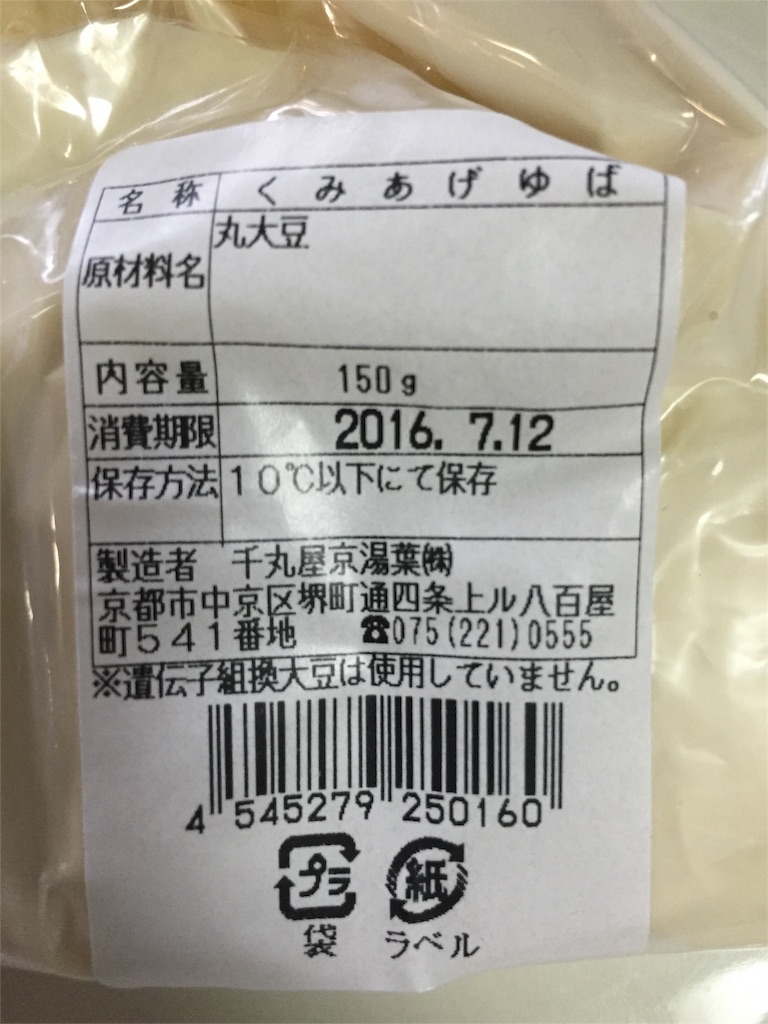 名称 くみあげゆば
原材料名 丸大豆
内容量 150g
消費期限 2016. 7.12
保存方法 10℃以下にて保存
製造者 千丸屋京湯葉㈱
京都市中京区堺町通四条上ル八百屋
町541番地 ☎075(221)0555
※遺伝子組換大豆は使用していません。
4 545279 250160
プラ 紙
袋 ラベル